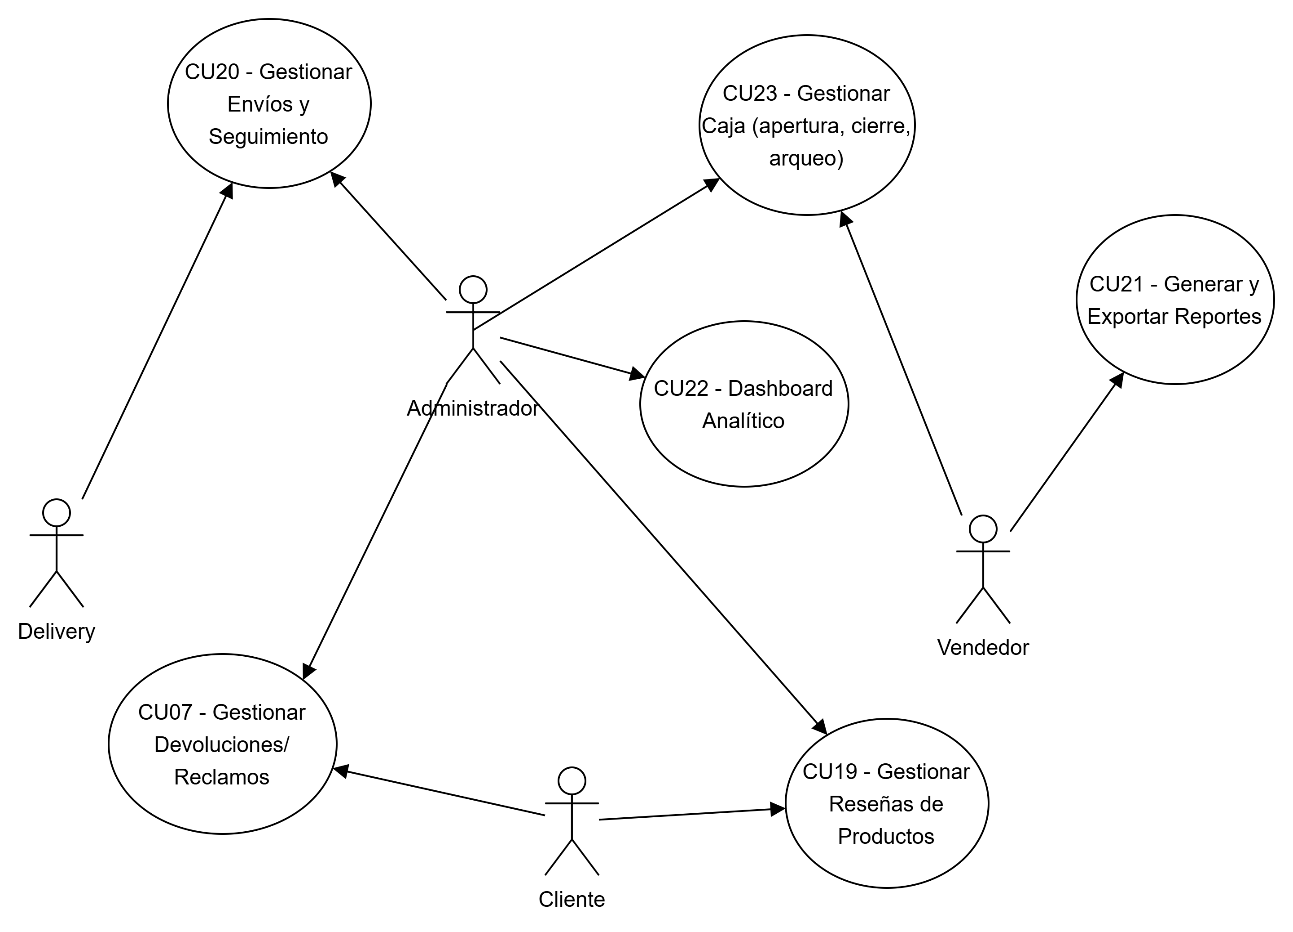 CU20 - Gestionar
Envíos y
Seguimiento
CU23 - Gestionar
Caja (apertura, cierre,
arqueo)
CU21 - Generar y
Exportar Reportes
CU22 - Dashboard
Analítico
Administrador
Delivery
Vendedor
CU07 - Gestionar
Devoluciones/
Reclamos
CU19 - Gestionar
Reseñas de
Productos
Cliente